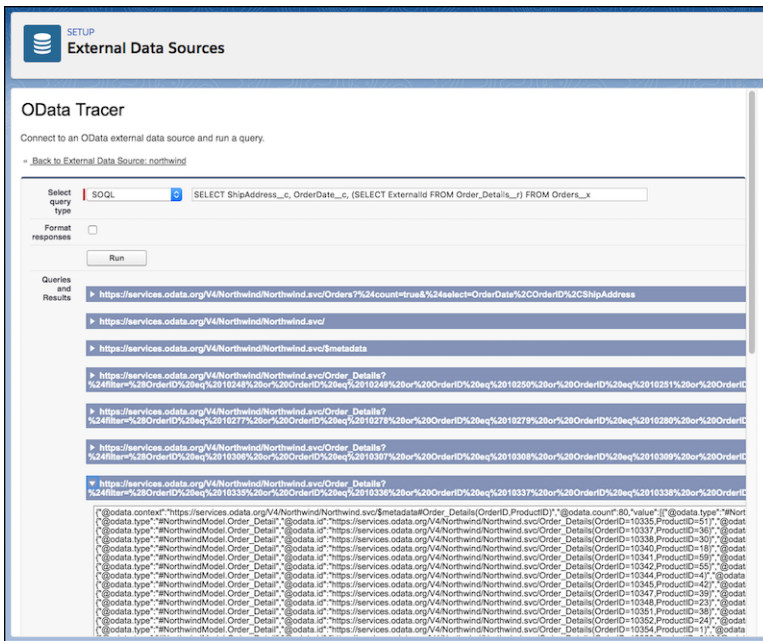 SETUP
External Data Sources
OData Tracer
Connect to an OData external data source and run a query.
« Back to External Data Source: northwind
Select query type
SOQL
SELECT ShipAddress__c, OrderDate__c, (SELECT ExternalId FROM Order_Details__r) FROM Orders__x
Format responses
Run
Queries and Results
https://services.odata.org/V4/Northwind/Northwind.svc/Orders?%24count=true&%24select=OrderDate%2COrderID%2CShipAddress
https://services.odata.org/V4/Northwind/Northwind.svc/
https://services.odata.org/V4/Northwind/Northwind.svc/$metadata
https://services.odata.org/V4/Northwind/Northwind.svc/Order_Details?
%24filter=%28OrderID%20eq%2010248%20or%20OrderID%20eq%2010249%20or%20OrderID%20eq%2010250%20or%20OrderID%20eq%2010251%20or%20OrderID
https://services.odata.org/V4/Northwind/Northwind.svc/Order_Details?
%24filter=%28OrderID%20eq%2010277%20or%20OrderID%20eq%2010278%20or%20OrderID%20eq%2010279%20or%20OrderID%20eq%2010280%20or%20OrderID
https://services.odata.org/V4/Northwind/Northwind.svc/Order_Details?
%24filter=%28OrderID%20eq%2010306%20or%20OrderID%20eq%2010307%20or%20OrderID%20eq%2010308%20or%20OrderID%20eq%2010309%20or%20OrderID
https://services.odata.org/V4/Northwind/Northwind.svc/Order_Details?
%24filter=%28OrderID%20eq%2010335%20or%20OrderID%20eq%2010336%20or%20OrderID%20eq%2010337%20or%20OrderID%20eq%2010338%20or%20OrderID
{"@odata.context":"https://services.odata.org/V4/Northwind/Northwind.svc/$metadata#Order_Details(OrderID,ProductID)","@odata.count":80,"value":[{"@odata.type":"#Nort
{"@odata.type":"#NorthwindModel.Order_Detail","@odata.id":"https://services.odata.org/V4/Northwind/Northwind.svc/Order_Details(OrderID=10335,ProductID=51)","@odat
{"@odata.type":"#NorthwindModel.Order_Detail","@odata.id":"https://services.odata.org/V4/Northwind/Northwind.svc/Order_Details(OrderID=10337,ProductID=36)","@odat
{"@odata.type":"#NorthwindModel.Order_Detail","@odata.id":"https://services.odata.org/V4/Northwind/Northwind.svc/Order_Details(OrderID=10338,ProductID=30)","@odat
{"@odata.type":"#NorthwindModel.Order_Detail","@odata.id":"https://services.odata.org/V4/Northwind/Northwind.svc/Order_Details(OrderID=10340,ProductID=18)","@odat
{"@odata.type":"#NorthwindModel.Order_Detail","@odata.id":"https://services.odata.org/V4/Northwind/Northwind.svc/Order_Details(OrderID=10341,ProductID=59)","@odat
{"@odata.type":"#NorthwindModel.Order_Detail","@odata.id":"https://services.odata.org/V4/Northwind/Northwind.svc/Order_Details(OrderID=10342,ProductID=55)","@odat
{"@odata.type":"#NorthwindModel.Order_Detail","@odata.id":"https://services.odata.org/V4/Northwind/Northwind.svc/Order_Details(OrderID=10344,ProductID=4)","@odata
{"@odata.type":"#NorthwindModel.Order_Detail","@odata.id":"https://services.odata.org/V4/Northwind/Northwind.svc/Order_Details(OrderID=10345,ProductID=42)","@odat
{"@odata.type":"#NorthwindModel.Order_Detail","@odata.id":"https://services.odata.org/V4/Northwind/Northwind.svc/Order_Details(OrderID=10347,ProductID=39)","@odat
{"@odata.type":"#NorthwindModel.Order_Detail","@odata.id":"https://services.odata.org/V4/Northwind/Northwind.svc/Order_Details(OrderID=10348,ProductID=23)","@odat
{"@odata.type":"#NorthwindModel.Order_Detail","@odata.id":"https://services.odata.org/V4/Northwind/Northwind.svc/Order_Details(OrderID=10351,ProductID=38)","@odat
{"@odata.type":"#NorthwindModel.Order_Detail","@odata.id":"https://services.odata.org/V4/Northwind/Northwind.svc/Order_Details(OrderID=10352,ProductID=24)","@odat
{"@odata.type":"#NorthwindModel.Order_Detail","@odata.id":"https://services.odata.org/V4/Northwind/Northwind.svc/Order_Details(OrderID=10354,ProductID=1)","@odata